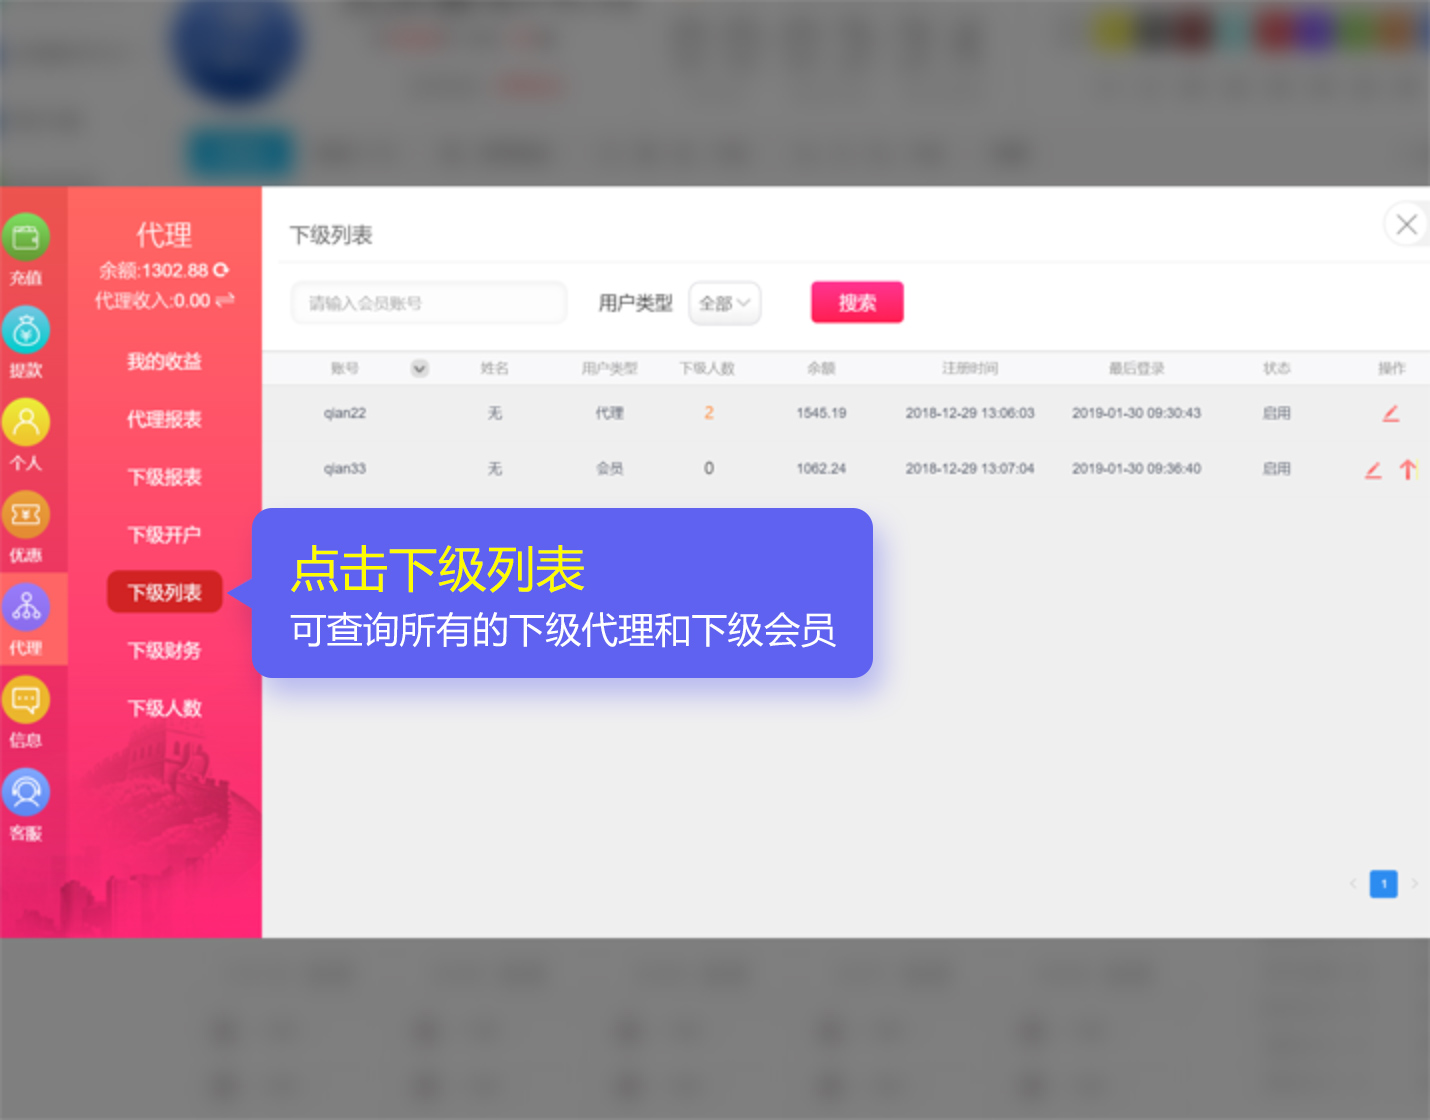 充值
提款
个人
优惠
代理
信息
客服
代理
余额:1302.88
代理收入:0.00
我的收益
代理报表
下级报表
下级开户
下级列表
下级财务
下级人数
下级列表
请输入会员账号 用户类型 全部 搜索
账号 姓名 用户类型 下级人数 余额 注册时间 最后登录 状态 操作
qian22 无 代理 2 1545.19 2018-12-29 13:06:03 2019-01-30 09:30:43 启用
qian33 无 会员 0 1062.24 2018-12-29 13:07:04 2019-01-30 09:36:40 启用
点击下级列表
可查询所有的下级代理和下级会员
1